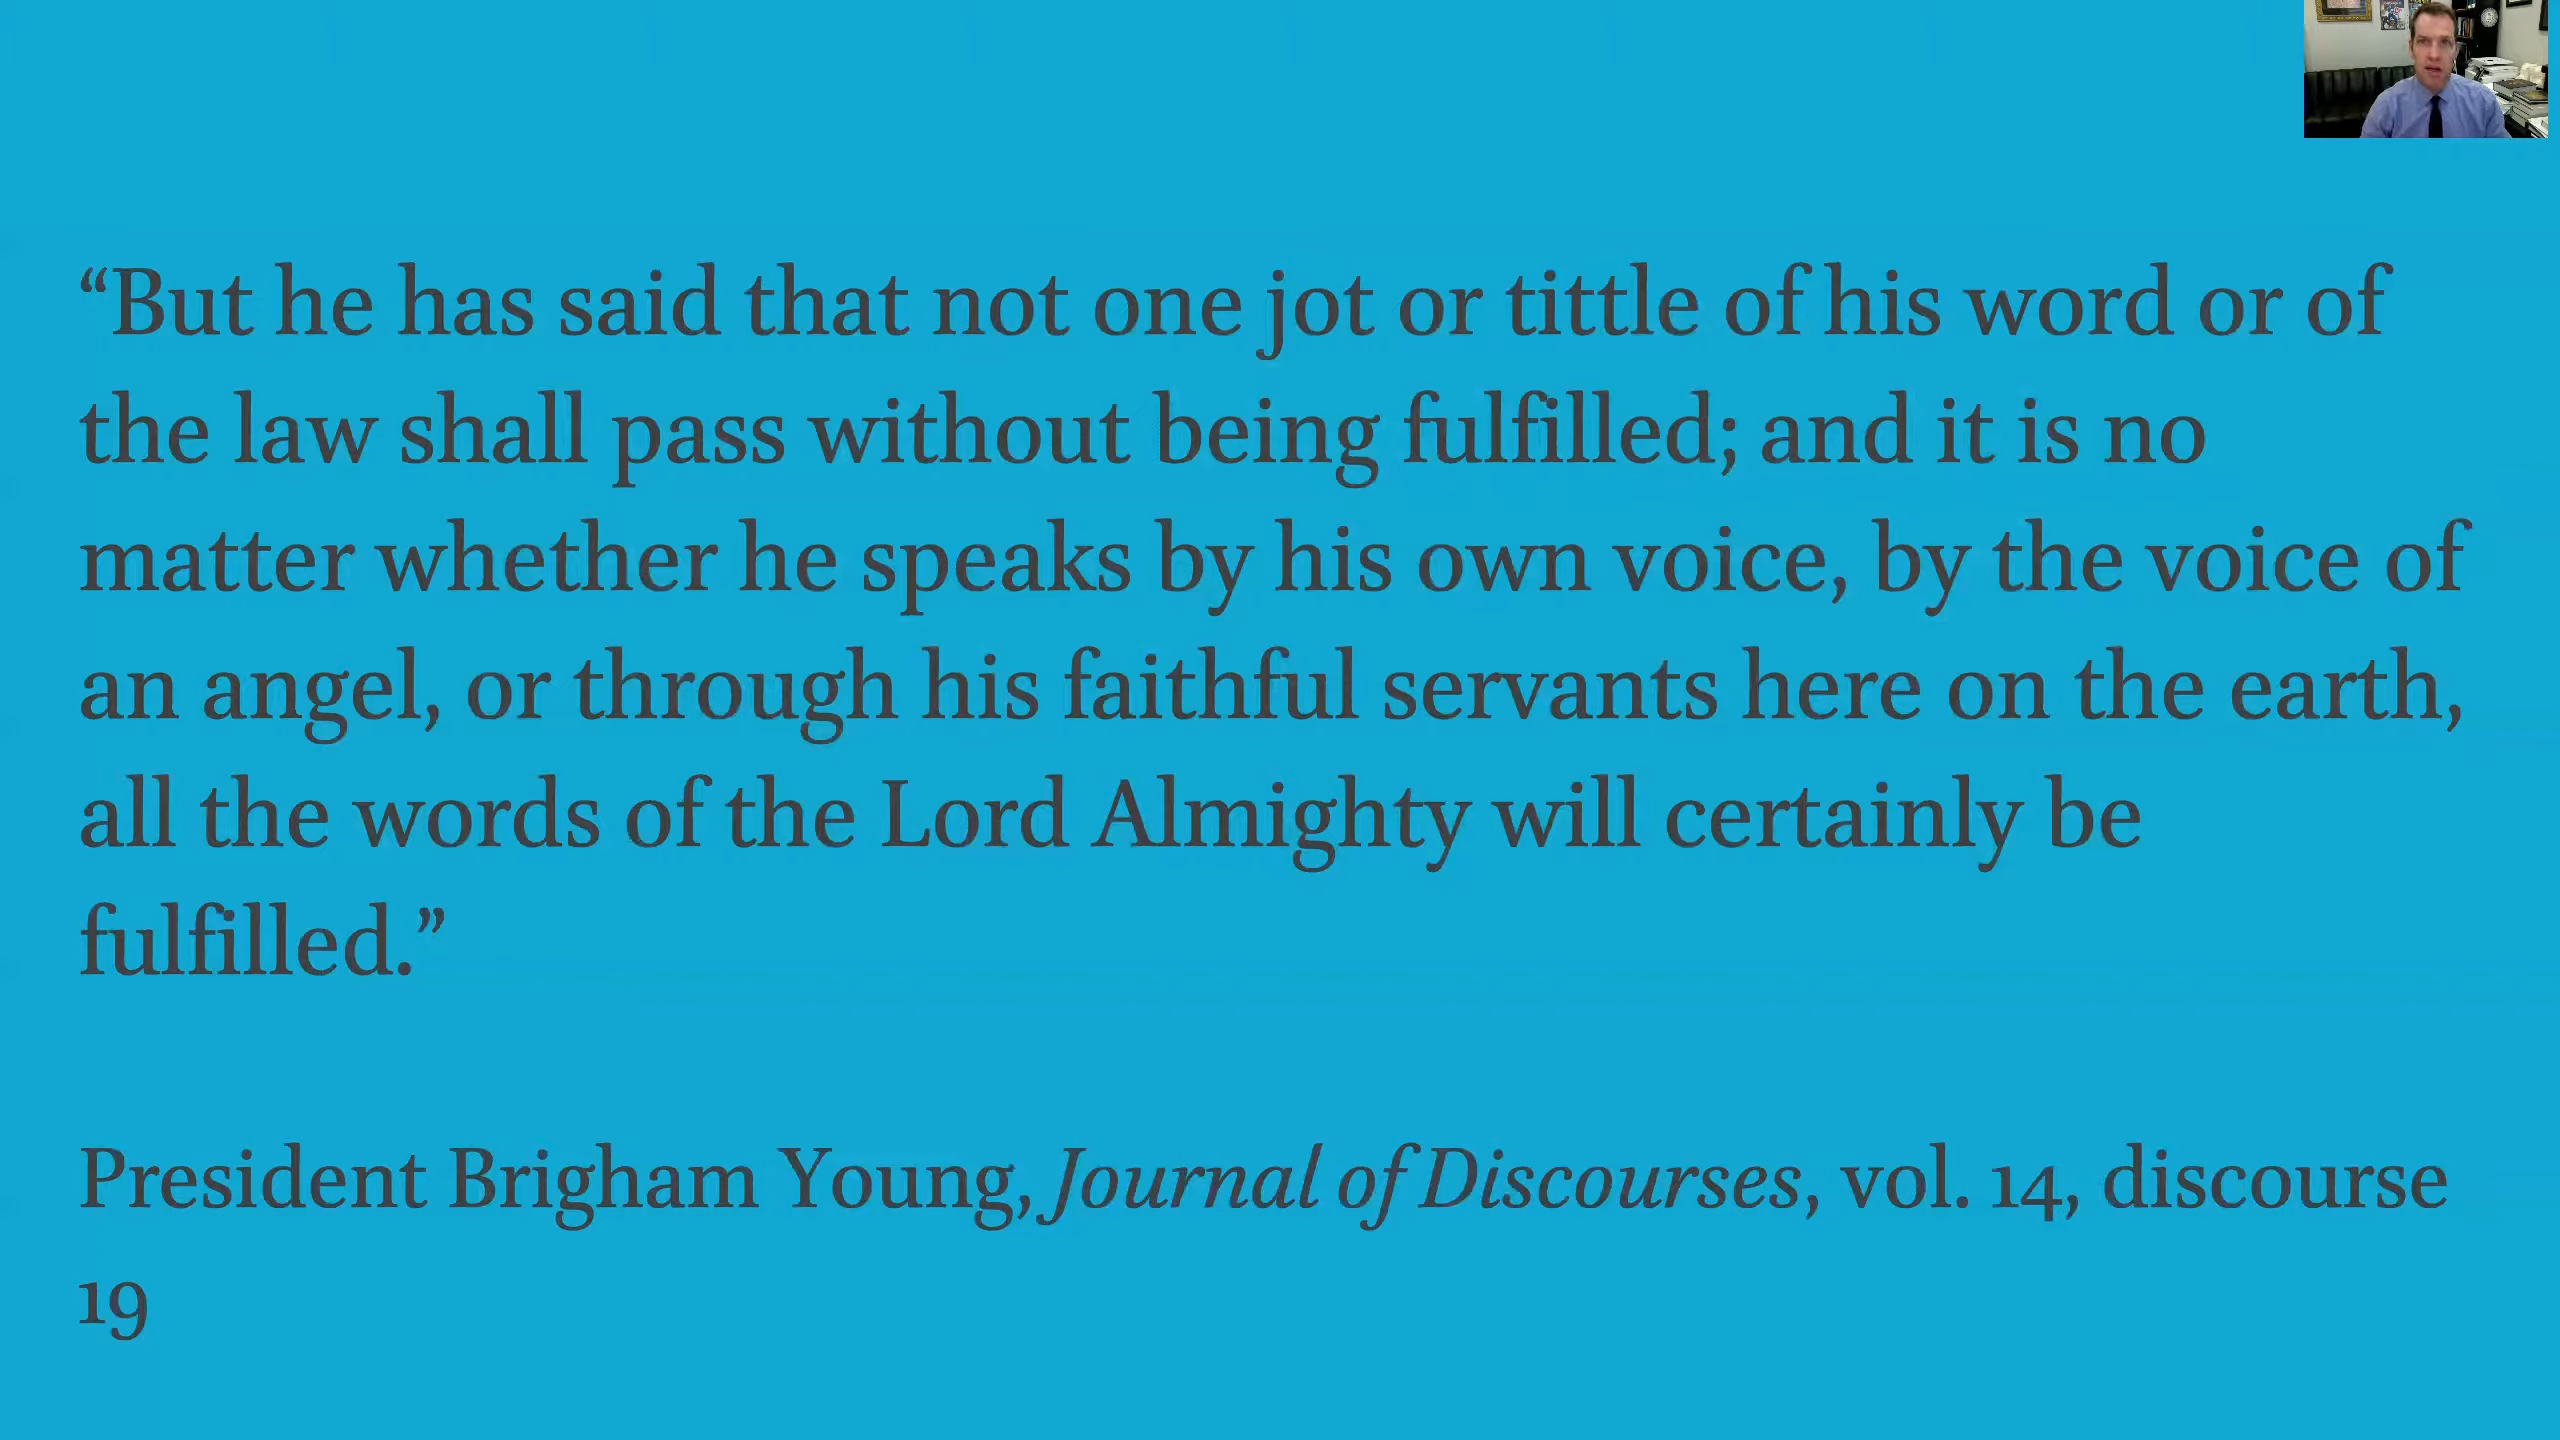 “But he has said that not one jot or tittle of his word or of
the law shall pass without being fulfilled; and it is no
matter whether he speaks by his own voice, by the voice of
an angel, or through his faithful servants here on the earth,
all the words of the Lord Almighty will certainly be
fulfilled.”
President Brigham Young, Journal of Discourses, vol. 14, discourse
19